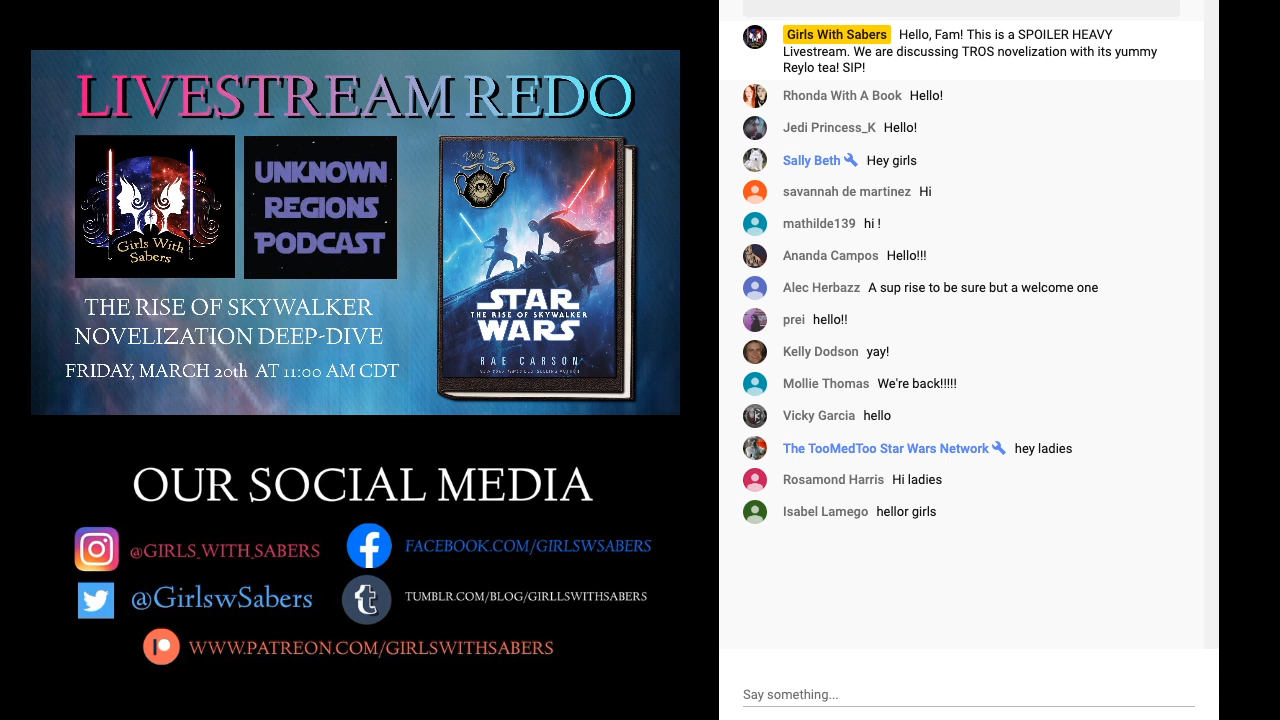 LIVESTREAM REDO
Girls With
Sabers
UNKNOWN
REGIONS
PODCAST
Reylo Tea
STAR
THE RISE OF SKYWALKER
WARS
RAE CARSON
THE RISE OF SKYWALKER
NOVELIZATION DEEP-DIVE
FRIDAY, MARCH 20th AT 11:00 AM CDT
OUR SOCIAL MEDIA
@GIRLS_WITH_SABERS
FACEBOOK.COM/GIRLSWSABERS
@GirlswSabers
TUMBLR.COM/BLOG/GIRLLSWITHSABERS
WWW.PATREON.COM/GIRLSWITHSABERS
Girls With Sabers Hello, Fam! This is a SPOILER HEAVY
Livestream. We are discussing TROS novelization with its yummy
Reylo tea! SIP!
Rhonda With A Book Hello!
Jedi Princess_K Hello!
Sally Beth Hey girls
savannah de martinez Hi
mathilde139 hi !
Ananda Campos Hello!!!
Alec Herbazz A sup rise to be sure but a welcome one
prei hello!!
Kelly Dodson yay!
Mollie Thomas We're back!!!!!
Vicky Garcia hello
The TooMedToo Star Wars Network hey ladies
Rosamond Harris Hi ladies
Isabel Lamego hellor girls
Say something...